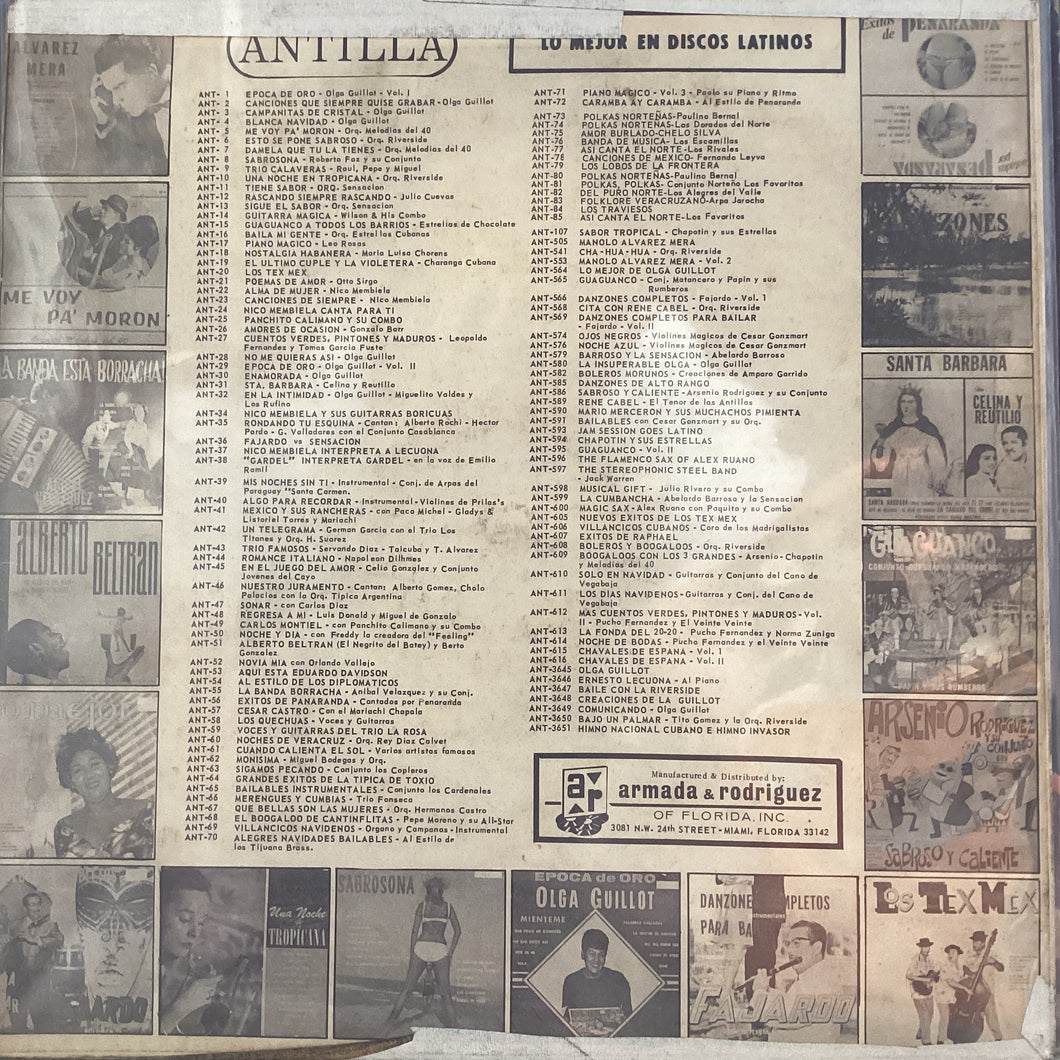 ANTILLA
LO MEJOR EN DISCOS LATINOS
ANT- 1 EPOCA DE ORO - Olga Guillot - Vol. I
ANT- 2 CANCIONES QUE SIEMPRE QUISE GRABAR - Olga Guillot
ANT- 3 CAMPANITAS DE CRISTAL - Olga Guillot
ANT- 4 BLANCA NAVIDAD - Olga Guillot
ANT- 5 ME VOY PA' MORON - Orq. Melodios del 40
ANT- 6 ESTO SE PONE SABROSO - Orq. Riverside
ANT- 7 DAMELA QUE TU LA TIENES - Orq. Melodias del 40
ANT- 8 SABROSONA - Roberto Faz y su Conjunto
ANT- 9 TRIO CALAVERAS - Raul, Pepe y Miguel
ANT-10 UNA NOCHE EN TROPICANA - Orq. Riverside
ANT-11 TIENE SABOR - ORQ. Sensacion
ANT-12 RASCANDO SIEMPRE RASCANDO - Julio Cuevas
ANT-13 SIGUE EL SABOR - Orq. Sensacion
ANT-14 GUITARRA MAGICA - Wilson & His Combo
ANT-15 GUAGUANCO A TODOS LOS BARRIOS - Estrellas de Chocolate
ANT-16 BAILA MI GENTE - Orq. Estrellas Cubanas
ANT-17 PIANO MAGICO - Leo Rosas
ANT-18 NOSTALGIA HABANERA - Mario Luisa Chorens
ANT-19 EL ULTIMO CUPLE Y LA VIOLETERA - Charanga Cubana
ANT-20 LOS TEX MEX
ANT-21 POEMAS DE AMOR - Otto Sirgo
ANT-22 ALMA DE MUJER - Nico Membiela
ANT-23 CANCIONES DE SIEMPRE - Nico Membiela
ANT-24 NICO MEMBIELA CANTA PARA TI
ANT-25 PANCHITO CALIMANO Y SU COMBO
ANT-26 AMORES DE OCASION - Gonzalo Barr
ANT-27 CUENTOS VERDES, PINTONES Y MADUROS - Leopoldo
Fernandez y Tomas Garcia Fuste
ANT-28 NO ME QUIERAS ASI - Olga Guillot
ANT-29 EPOCA DE ORO - Olga Guillot - Vol. II
ANT-30 ENAMORADA - Olga Guillot
ANT-31 STA. BARBARA - Celina y Reutilio
ANT-32 EN LA INTIMIDAD - Olga Guillot - Miguelito Valdes y
Los Rufino
ANT-34 NICO MEMBIELA Y SUS GUITARRAS BORICUAS
ANT-35 RONDANDO TU ESQUINA - Cantan: Alberto Rochi - Hector
Pardo - G. Valladares con el Conjunto Casablanca
ANT-36 FAJARDO vs SENSACION
ANT-37 NICO MEMBIELA INTERPRETA A LECUONA
ANT-38 "GARDEL" INTERPRETA GARDEL - en la voz de Emilio
Ramil
ANT-39 MIS NOCHES SIN TI - Instrumental - Conj. de Arpas del
Paraguay "Santa Carmen.
ANT-40 ALGO PARA RECORDAR - Instrumental - Violines de Prilas's
ANT-41 MEXICO Y SUS RANCHERAS - con Paco Michel - Gladys &
Listoriel Torres y Mariachi
ANT-42 UN TELEGRAMA - German Garcia con el Trio Los
Titanes y Orq. H. Suarez
ANT-43 TRIO FAMOSOS - Servando Diaz - Taicuba y T. Alvarez
ANT-44 ROMANCE ITALIANO - Napoleon Dilhmes
ANT-45 EN EL JUEGO DEL AMOR - Celio González y Conjunto
Jovenes del Cayo
ANT-46 NUESTRO JURAMENTO - Cantan: Alberto Gomez, Cholo
Palacios con la Orq. Tipica Argentina
ANT-47 SONAR - con Carlos Diaz
ANT-48 REGRESA A MI - Luis Donald y Miguel de Gonzalo
ANT-49 CARLOS MONTIEL - con Panchito Calimano y su Combo
ANT-50 NOCHE Y DIA - con Freddy la creadora del "Feeling"
ANT-51 ALBERTO BELTRAN (El Negrito del Batey) y Berto
Gonzalez
ANT-52 NOVIA MIA con Orlando Vallejo
ANT-53 AQUI ESTA EDUARDO DAVIDSON
ANT-54 AL ESTILO DE LOS DIPLOMATICOS
ANT-55 LA BANDA BORRACHA - Anibal Velazquez y su Conj.
ANT-56 EXITOS DE PANARANDA - Contadas por Penaranda
ANT-57 CESAR CASTRO - Con el Mariachi Chapala
ANT-58 LOS QUECHUAS - Voces y Guitarras
ANT-59 VOCES Y GUITARRAS DEL TRIO LA ROSA
ANT-60 NOCHES DE VERACRUZ - Orq. Rey Diaz Calvet
ANT-61 CUANDO CALIENTA EL SOL - Varios artistas famosos
ANT-62 MONISIMA - Miguel Bodegas y Orq.
ANT-63 SIGAMOS PECANDO - Conjunto los Copleros
ANT-64 GRANDES EXITOS DE LA TIPICA DE TOXIO
ANT-65 BAILABLES INSTRUMENTALES - Conjunto los Cardenales
ANT-66 MERENGUES Y CUMBIAS - Trio Fonseca
ANT-67 QUE BELLAS SON LAS MUJERES - Orq. Hermanos Castro
ANT-68 EL BOOGALOO DE CANTINFLITAS - Pepe Moreno y su All-Star
ANT-69 VILLANCICOS NAVIDENOS - Organo y Campanas - Instrumental
ANT-70 ALEGRES NAVIDADES BAILABLES - Al Estilo de
los Tijuana Brass.
ANT-71 PIANO MAGICO - Vol. 3 - Paolo su Piano y Ritmo
ANT-72 CARAMBA AY CARAMBA - Al Estilo de Penaranda
ANT-73 POLKAS NORTEÑAS-Paulino Bernal
ANT-74 POLKAS NORTEÑAS-Los Dorados del Norte
ANT-75 AMOR BURLADO-CHELO SILVA
ANT-76 BANDA DE MUSICA- Los Escamillas
ANT-77 ASI CANTA EL NORTE-Los Rivales
ANT-78 CANCIONES DE MEXICO- Fernando Leyva
ANT-79 LOS LOBOS DE LA FRONTERA
ANT-80 POLKAS NORTEÑAS-Paulino Bernal
ANT-81 POLKAS, POLKAS- Conjunto Norteño Los Favoritos
ANT-82 DEL PURO NORTE-Los Alegres del Valle
ANT-83 FOLKLORE VERACRUZANO-Arpa Jarocha
ANT-84 LOS TRAVIESOS
ANT-85 ASI CANTA EL NORTE-Los Favoritos
ANT-107 SABOR TROPICAL - Chapotin y sus Estrellas
ANT-505 MANOLO ALVAREZ MERA
ANT-541 CHA-HUA-HUA - Orq. Riverside
ANT-553 MANOLO ALVAREZ MERA - Vol. 2
ANT-564 LO MEJOR DE OLGA GUILLOT
ANT-565 GUAGUANCO - Conj. Matancero y Papin y sus
Rumberos
ANT-566 DANZONES COMPLETOS - Fajardo - Vol. 1
ANT-568 CITA CON RENE CABEL - Orq. Riverside
ANT-569 DANZONES COMPLETOS PARA BAILAR
- Fajardo - Vol. II
ANT-574 OJOS NEGROS - Violines Magicos de Cesar Gonzmart
ANT-576 NOCHE AZUL - Violines Magicos de Cesar Gonzmart
ANT-579 BARROSO Y LA SENSACION - Abelardo Barroso
ANT-580 LA INSUPERABLE OLGA - Olga Guillot
ANT-582 BOLEROS MORUNOS - Creaciones de Amparo Garrido
ANT-585 DANZONES DE ALTO RANGO
ANT-586 SABROSO Y CALIENTE - Arsenio Rodriguez y su Conjunto
ANT-589 RENE CABEL - El Tenor de las Antillas
ANT-590 MARIO MERCERON Y SUS MUCHACHOS PIMIENTA
ANT-591 BAILABLES con Cesar Gonzmart y su Orq.
ANT-593 JAM SESSION GOES LATINO
ANT-594 CHAPOTIN Y SUS ESTRELLAS
ANT-595 GUAGUANCO - Vol. II
ANT-596 THE FLAMENCO SAX OF ALEX RUANO
ANT-597 THE STEREOPHONIC STEEL BAND
- Jack Warren
ANT-598 MUSICAL GIFT - Julio Rivera y su Combo
ANT-599 LA CUMBANCHA - Abelardo Barroso y la Sensacion
ANT-600 MAGIC SAX - Alex Ruano con Paquito y su Combo
ANT-605 NUEVOS EXITOS DE LOS TEX MEX
ANT-606 VILLANCICOS CUBANOS - Coro de los Madrigalistas
ANT-607 EXITOS DE RAPHAEL
ANT-608 BOLEROS Y BOOGALOOS - Orq. Riverside
ANT-609 BOOGALOOS CON LOS 3 GRANDES - Arsenio - Chapotin
y Melodias del 40
ANT-610 SOLO EN NAVIDAD - Guitarras y Conjunto del Cano de
Vegabaja
ANT-611 LOS DIAS NAVIDENOS - Guitarras y Conj. del Cano de
Vegabaja
ANT-612 MAS CUENTOS VERDES, PINTONES Y MADUROS - Vol.
II - Pucho Fernandez y El Veinte Veinte
ANT-613 LA FONDA DEL 20-20 - Pucho Fernandez y Norma Zuniga
ANT-614 NOCHE DE BODAS - Pucho Fernandez y el Veinte Veinte
ANT-615 CHAVALES DE ESPANA - Vol. 1
ANT-616 CHAVALES DE ESPANA - Vol. II
ANT-3645 OLGA GUILLOT
ANT-3646 ERNESTO LECUONA - Al Piano
ANT-3647 BAILE CON LA RIVERSIDE
ANT-3648 CREACIONES DE LA GUILLOT
ANT-3649 COMUNICANDO - Olga Guillot
ANT-3650 BAJO UN PALMAR - Tito Gomez y la Orq. Riverside
ANT-3651 HIMNO NACIONAL CUBANO E HIMNO INVASOR
ar
Manufactured & Distributed by:
armada & rodriguez
OF FLORIDA, INC.
3081 N.W. 24th STREET - MIAMI, FLORIDA 33142
ALVAREZ
MERA
ME VOY
PA' MORON
LA BANDA ESTA BORRACHA!
ALBERTO
BELTRAN
Exitos
de PEÑARANDA
SANTA BARBARA
CELINA Y
REUTILIO
GUAGUANCO
ARSENIO RODRIGUEZ
Y SU CONJUNTO
SABROSO Y CALIENTE
Una Noche
TROPICANA
SABROSONA
EPOCA de ORO
OLGA GUILLOT
MIENTEME
DANZONE MPLETOS
PARA BA
FAJARDO
LOS TEX MEX